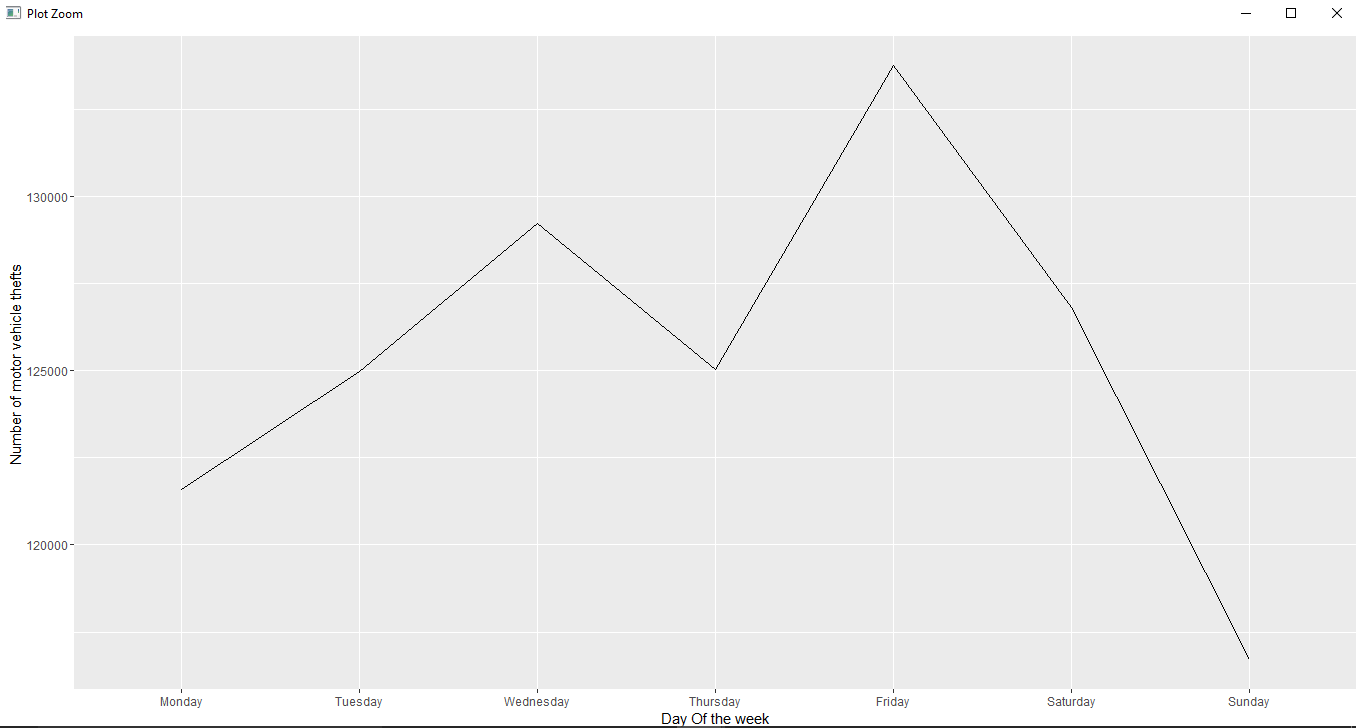 Plot Zoom
130000
125000
120000
Number of motor vehicle thefts
Monday Tuesday Wednesday Thursday Friday Saturday Sunday
Day Of the week